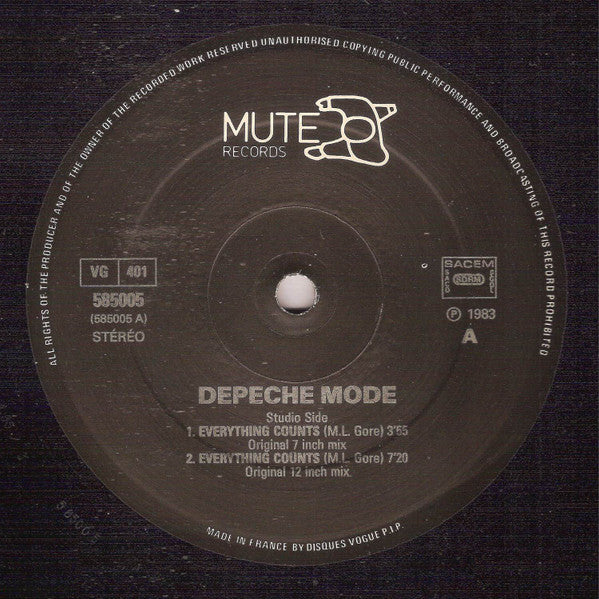 ALL RIGHTS OF THE PRODUCER AND OF THE OWNER OF THE RECORDED WORK RESERVED UNAUTHORISED COPYING PUBLIC PERFORMANCE AND BROADCASTING OF THIS RECORD PROHIBITED
MUTE
RECORDS
VG 401
585005
(585005 A)
STÉRÉO
SACEM
SACD SDRM SGDL
℗ 1983
A
DEPECHE MODE
Studio Side
1. EVERYTHING COUNTS (M.L. Gore) 3'55
Original 7 inch mix
2. EVERYTHING COUNTS (M.L. Gore) 7'20
Original 12 inch mix
585005
MADE IN FRANCE BY DISQUES VOGUE P.I.P.